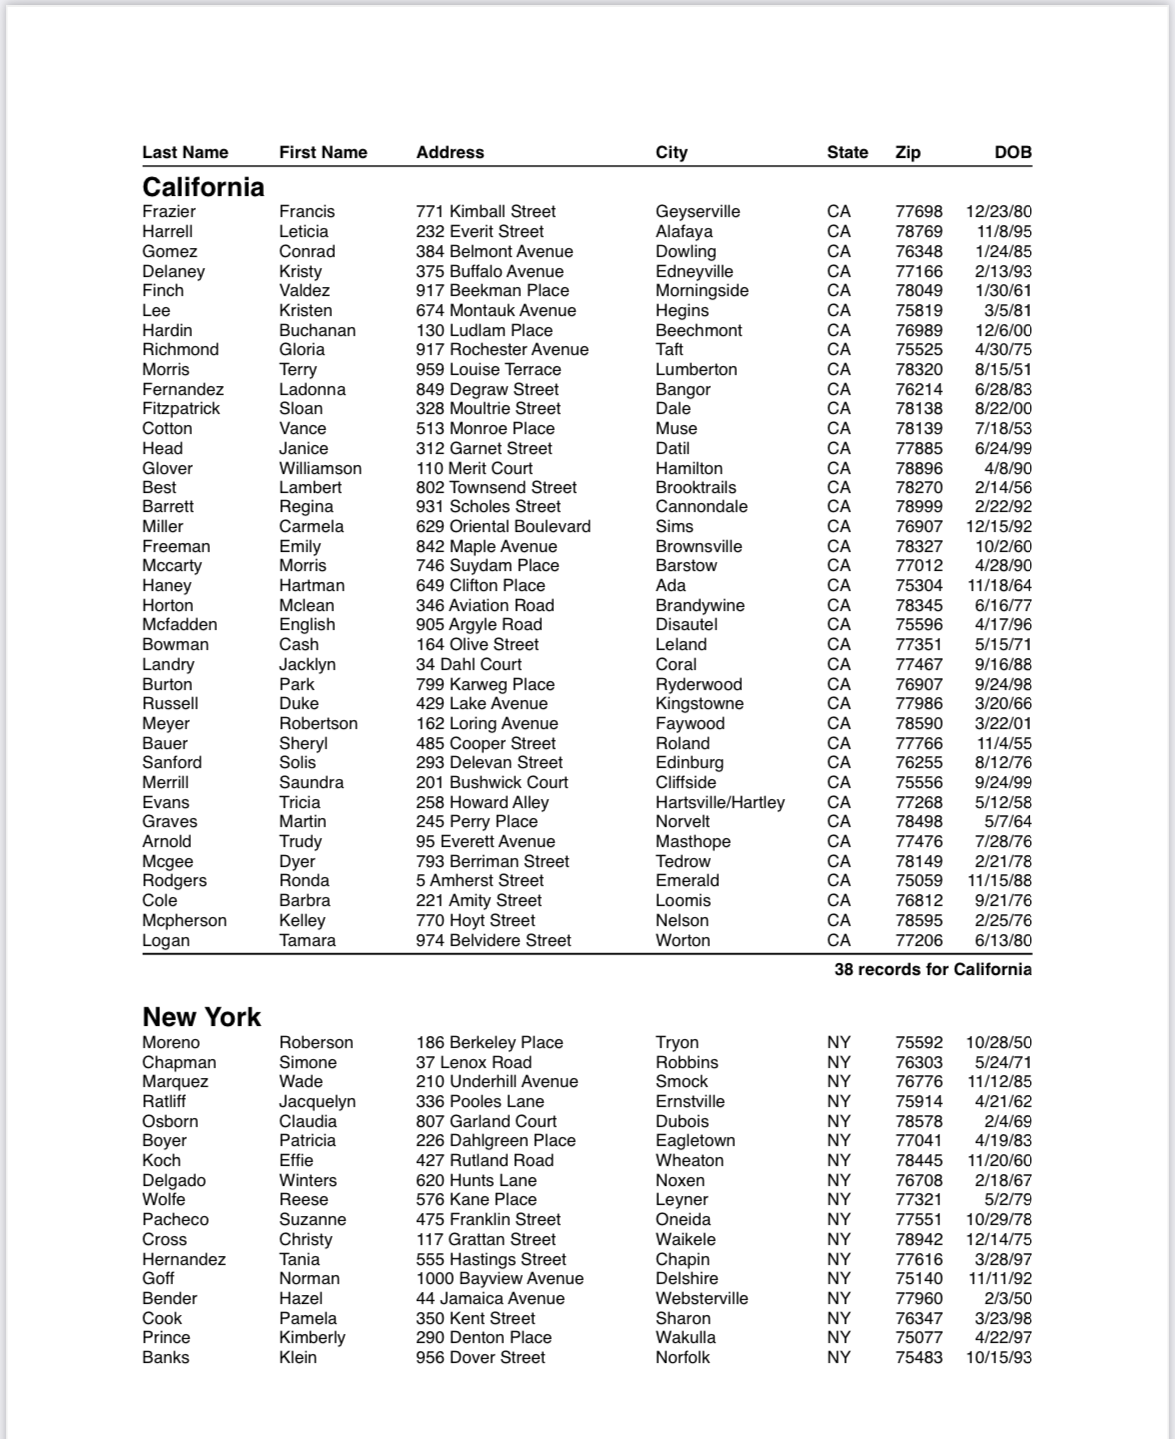 Last Name First Name Address City State Zip DOB
California
Frazier Francis 771 Kimball Street Geyserville CA 77698 12/23/80
Harrell Leticia 232 Everit Street Alafaya CA 78769 11/8/95
Gomez Conrad 384 Belmont Avenue Dowling CA 76348 1/24/85
Delaney Kristy 375 Buffalo Avenue Edneyville CA 77166 2/13/93
Finch Valdez 917 Beekman Place Morningside CA 78049 1/30/61
Lee Kristen 674 Montauk Avenue Hegins CA 75819 3/5/81
Hardin Buchanan 130 Ludlam Place Beechmont CA 76989 12/6/00
Richmond Gloria 917 Rochester Avenue Taft CA 75525 4/30/75
Morris Terry 959 Louise Terrace Lumberton CA 78320 8/15/51
Fernandez Ladonna 849 Degraw Street Bangor CA 76214 6/28/83
Fitzpatrick Sloan 328 Moultrie Street Dale CA 78138 8/22/00
Cotton Vance 513 Monroe Place Muse CA 78139 7/18/53
Head Janice 312 Garnet Street Datil CA 77885 6/24/99
Glover Williamson 110 Merit Court Hamilton CA 78896 4/8/90
Best Lambert 802 Townsend Street Brooktrails CA 78270 2/14/56
Barrett Regina 931 Scholes Street Cannondale CA 78999 2/22/92
Miller Carmela 629 Oriental Boulevard Sims CA 76907 12/15/92
Freeman Emily 842 Maple Avenue Brownsville CA 78327 10/2/60
Mccarty Morris 746 Suydam Place Barstow CA 77012 4/28/90
Haney Hartman 649 Clifton Place Ada CA 75304 11/18/64
Horton Mclean 346 Aviation Road Brandywine CA 78345 6/16/77
Mcfadden English 905 Argyle Road Disautel CA 75596 4/17/96
Bowman Cash 164 Olive Street Leland CA 77351 5/15/71
Landry Jacklyn 34 Dahl Court Coral CA 77467 9/16/88
Burton Park 799 Karweg Place Ryderwood CA 76907 9/24/98
Russell Duke 429 Lake Avenue Kingstowne CA 77986 3/20/66
Meyer Robertson 162 Loring Avenue Faywood CA 78590 3/22/01
Bauer Sheryl 485 Cooper Street Roland CA 77766 11/4/55
Sanford Solis 293 Delevan Street Edinburg CA 76255 8/12/76
Merrill Saundra 201 Bushwick Court Cliffside CA 75556 9/24/99
Evans Tricia 258 Howard Alley Hartsville/Hartley CA 77268 5/12/58
Graves Martin 245 Perry Place Norvelt CA 78498 5/7/64
Arnold Trudy 95 Everett Avenue Masthope CA 77476 7/28/76
Mcgee Dyer 793 Berriman Street Tedrow CA 78149 2/21/78
Rodgers Ronda 5 Amherst Street Emerald CA 75059 11/15/88
Cole Barbra 221 Amity Street Loomis CA 76812 9/21/76
Mcpherson Kelley 770 Hoyt Street Nelson CA 78595 2/25/76
Logan Tamara 974 Belvidere Street Worton CA 77206 6/13/80
38 records for California
New York
Moreno Roberson 186 Berkeley Place Tryon NY 75592 10/28/50
Chapman Simone 37 Lenox Road Robbins NY 76303 5/24/71
Marquez Wade 210 Underhill Avenue Smock NY 76776 11/12/85
Ratliff Jacquelyn 336 Pooles Lane Ernstville NY 75914 4/21/62
Osborn Claudia 807 Garland Court Dubois NY 78578 2/4/69
Boyer Patricia 226 Dahlgreen Place Eagletown NY 77041 4/19/83
Koch Effie 427 Rutland Road Wheaton NY 78445 11/20/60
Delgado Winters 620 Hunts Lane Noxen NY 76708 2/18/67
Wolfe Reese 576 Kane Place Leyner NY 77321 5/2/79
Pacheco Suzanne 475 Franklin Street Oneida NY 77551 10/29/78
Cross Christy 117 Grattan Street Waikele NY 78942 12/14/75
Hernandez Tania 555 Hastings Street Chapin NY 77616 3/28/97
Goff Norman 1000 Bayview Avenue Delshire NY 75140 11/11/92
Bender Hazel 44 Jamaica Avenue Websterville NY 77960 2/3/50
Cook Pamela 350 Kent Street Sharon NY 76347 3/23/98
Prince Kimberly 290 Denton Place Wakulla NY 75077 4/22/97
Banks Klein 956 Dover Street Norfolk NY 75483 10/15/93